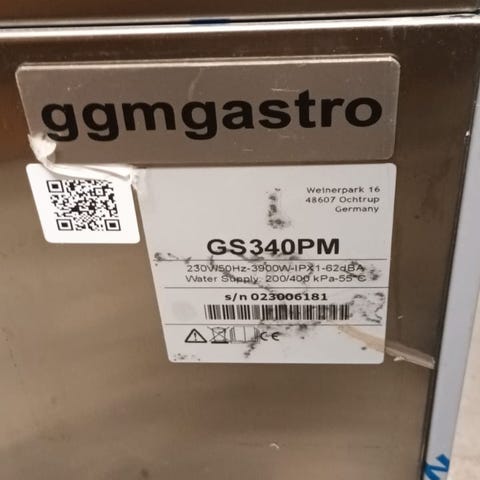 ggmgastro
Weinerpark 16
48607 Ochtrup
Germany
GS340PM
230V/50Hz-3900W-IPX1-62dBA
Water Supply: 200/400 kPa-55°C
s/n 023006181
CE